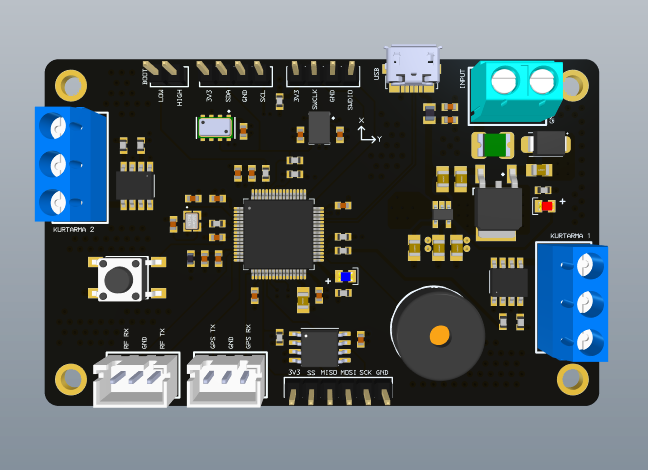 BOOT
LOW
HIGH
3V3
SDA
GND
SCL
3V3
SWCLK
GND
SWDIO
USB
INPUT
X
Y
KURTARMA 2
KURTARMA 1
RF RX
GND
RF TX
GPS TX
GND
GPS RX
3V3 SS MISO MOSI SCK GND